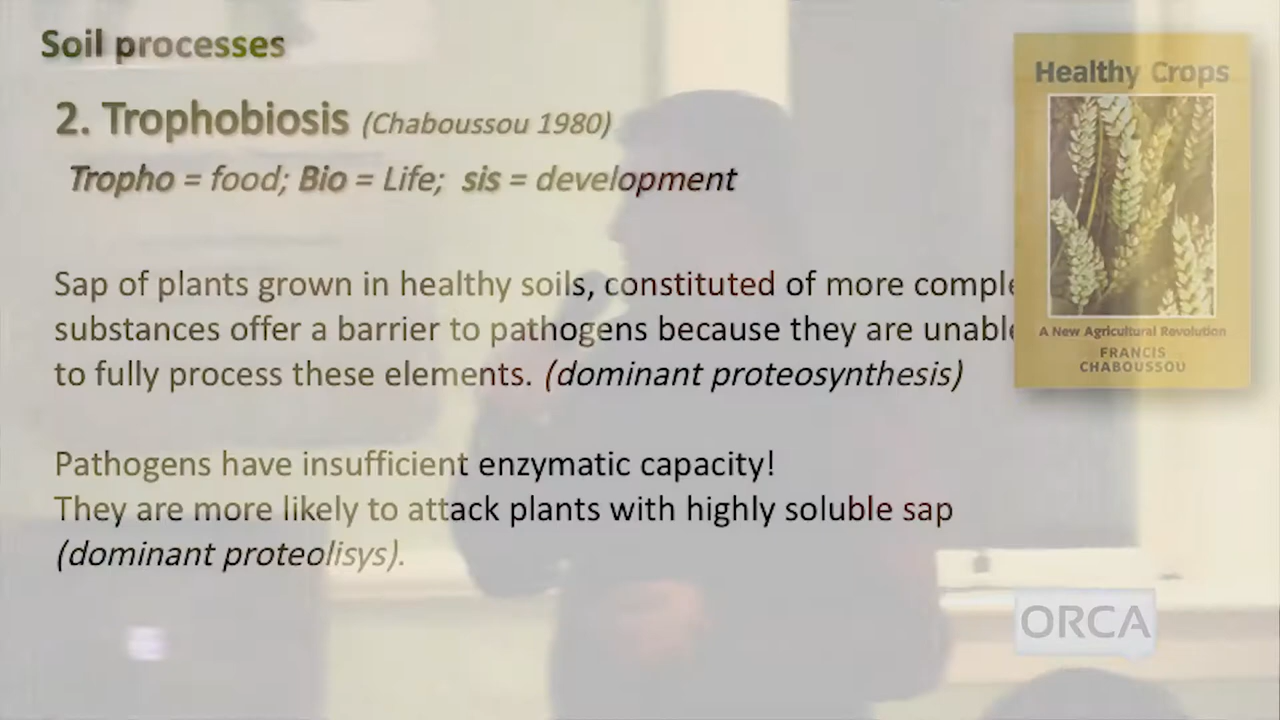 Soil processes
2. Trophobiosis (Chaboussou 1980)
Tropho = food; Bio = Life; sis = development
Sap of plants grown in healthy soils, constituted of more comple
substances offer a barrier to pathogens because they are unable
to fully process these elements. (dominant proteosynthesis)
Pathogens have insufficient enzymatic capacity!
They are more likely to attack plants with highly soluble sap
(dominant proteolisys).
Healthy Crops
A New Agricultural Revolution
FRANCIS
CHABOUSSOU
ORCA